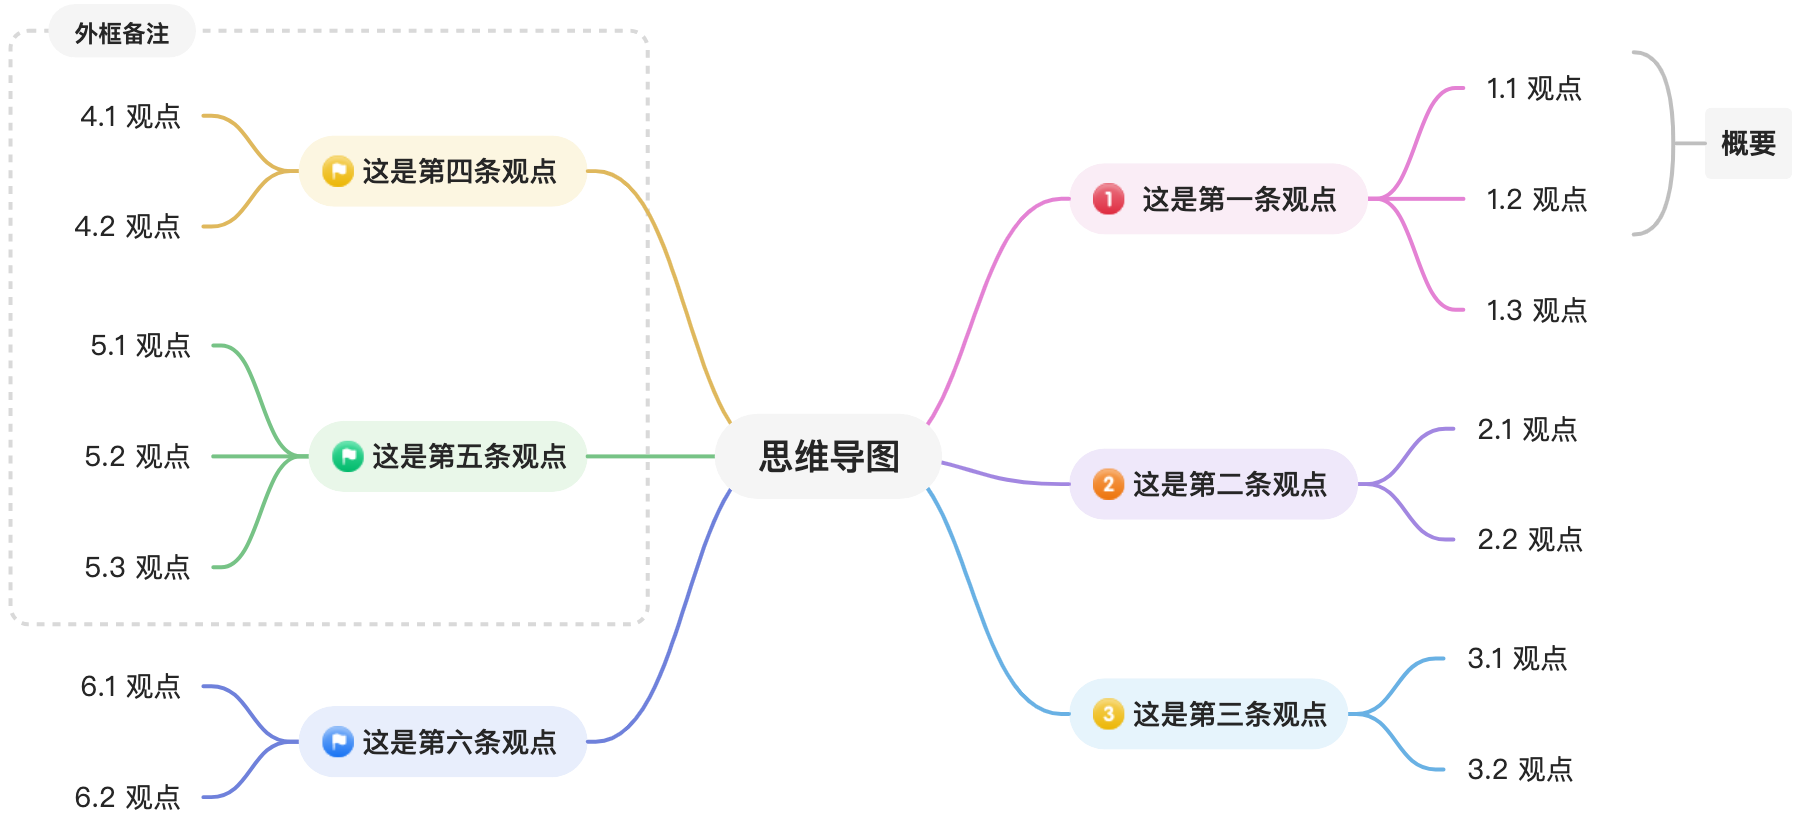 外框备注
4.1 观点
这是第四条观点
4.2 观点
5.1 观点
5.2 观点
这是第五条观点
5.3 观点
6.1 观点
这是第六条观点
6.2 观点
思维导图
1 这是第一条观点
1.1 观点
1.2 观点
1.3 观点
概要
2 这是第二条观点
2.1 观点
2.2 观点
3 这是第三条观点
3.1 观点
3.2 观点